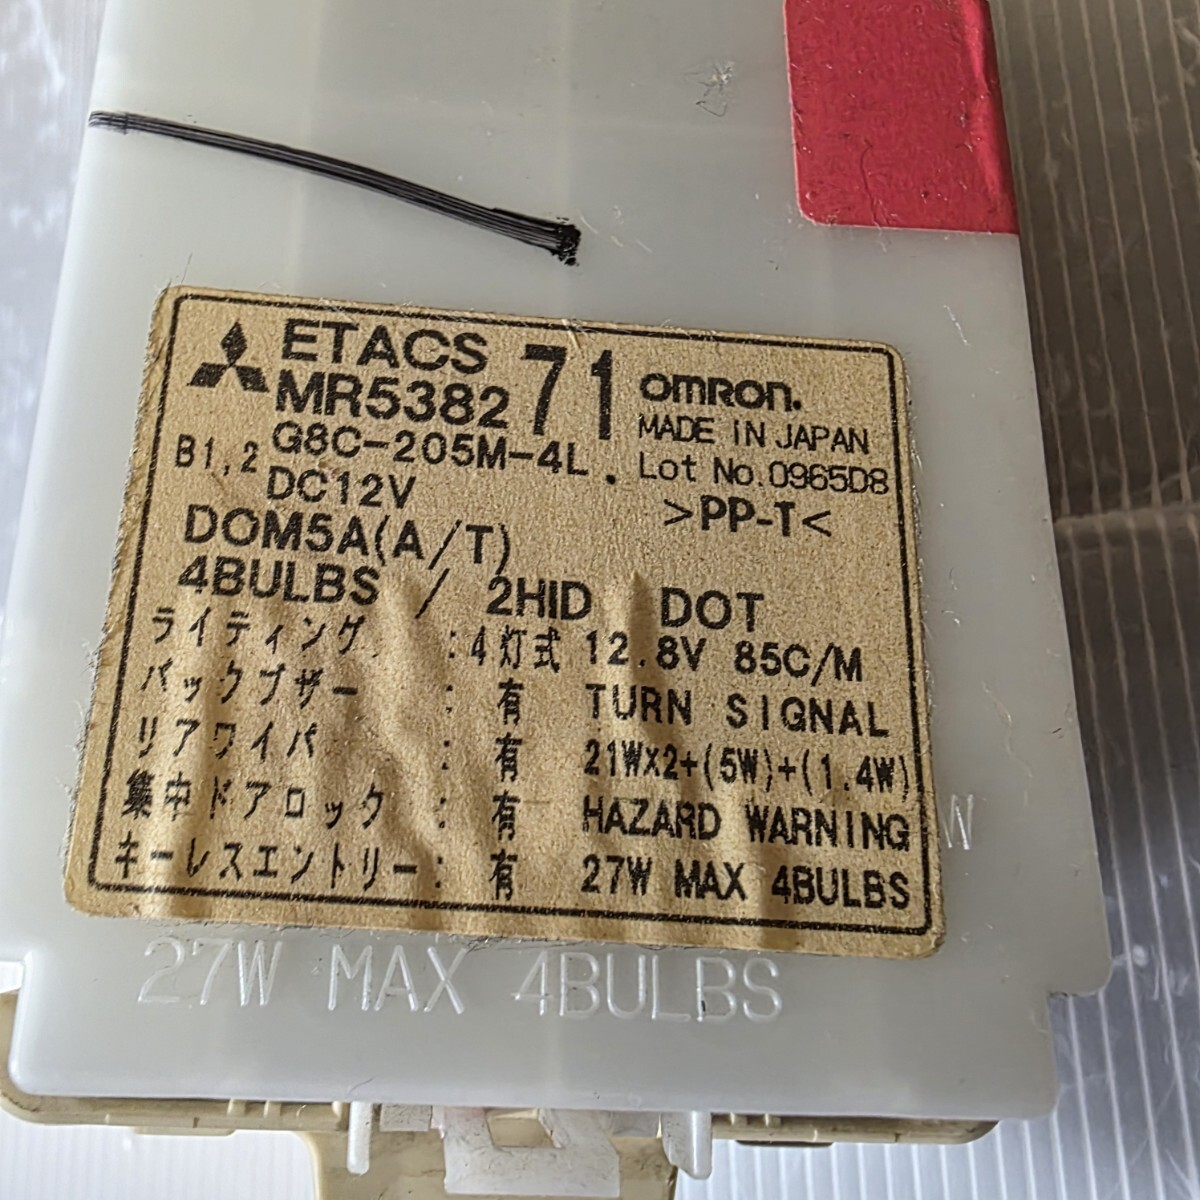 ETACS
MR538271
omron.
MADE IN JAPAN
B1,2 G8C-205M-4L.
Lot No.0965D8
DC12V
>PP-T<
DOM5A(A/T)
4BULBS / 2HID DOT
ライティング :4灯式 12.8V 85C/M
バックブザー : 有 TURN SIGNAL
リアワイパ : 有 21W×2+(5W)+(1.4W)
集中ドアロック : 有 HAZARD WARNING
キーレスエントリー : 有 27W MAX 4BULBS
W
27W MAX 4BULBS